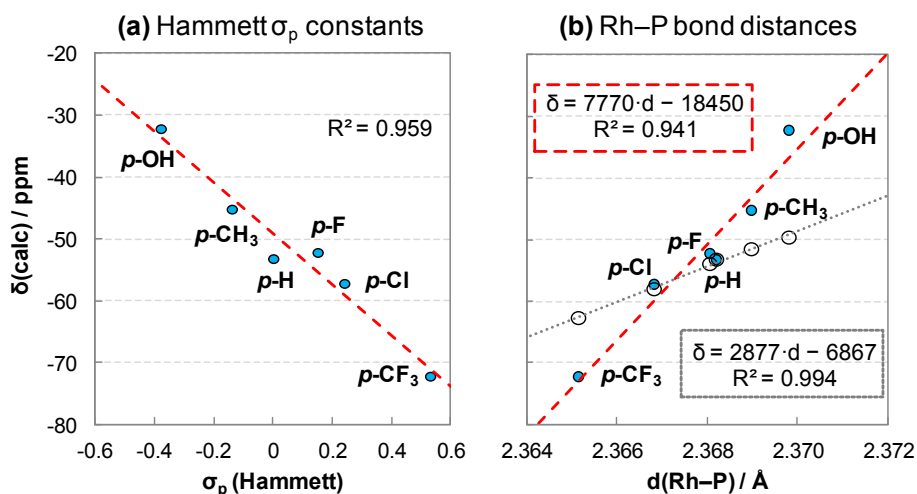 (a) Hammett σp constants
(b) Rh–P bond distances
-20
-30
-40
-50
-60
-70
-80
δ(calc) / ppm
R² = 0.959
p-OH
p-CH₃
p-F
p-H
p-Cl
p-CF₃
-0.6 -0.4 -0.2 0 0.2 0.4 0.6
σp (Hammett)
δ = 7770·d − 18450
R² = 0.941
p-OH
p-CH₃
p-F
p-Cl
p-H
δ = 2877·d − 6867
R² = 0.994
p-CF₃
2.364 2.366 2.368 2.370 2.372
d(Rh–P) / Å